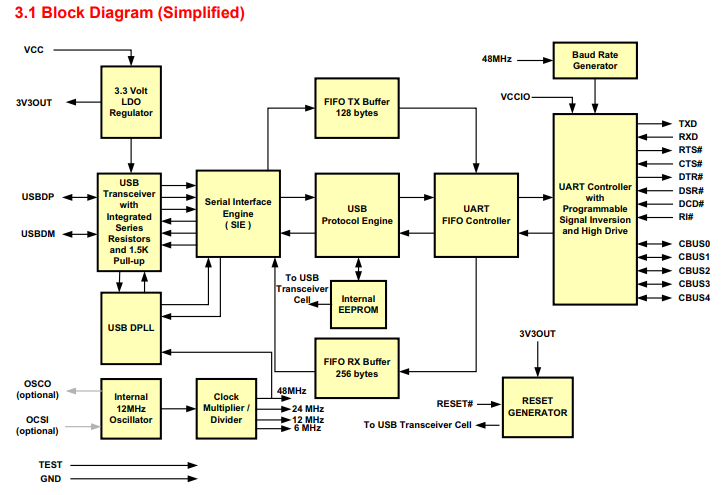 3.1 Block Diagram (Simplified)
VCC
48MHz
Baud Rate
Generator
3V3OUT
3.3 Volt
LDO
Regulator
FIFO TX Buffer
128 bytes
VCCIO
USBDP
USBDM
USB
Transceiver
with
Integrated
Series
Resistors
and 1.5K
Pull-up
Serial Interface
Engine
( SIE )
USB
Protocol Engine
UART
FIFO Controller
UART Controller
with
Programmable
Signal Inversion
and High Drive
TXD
RXD
RTS#
CTS#
DTR#
DSR#
DCD#
RI#
CBUS0
CBUS1
CBUS2
CBUS3
CBUS4
To USB
Transceiver
Cell
Internal
EEPROM
USB DPLL
3V3OUT
FIFO RX Buffer
256 bytes
OSCO
(optional)
OCSI
(optional)
Internal
12MHz
Oscillator
Clock
Multiplier /
Divider
48MHz
24 MHz
12 MHz
6 MHz
RESET#
To USB Transceiver Cell
RESET
GENERATOR
TEST
GND